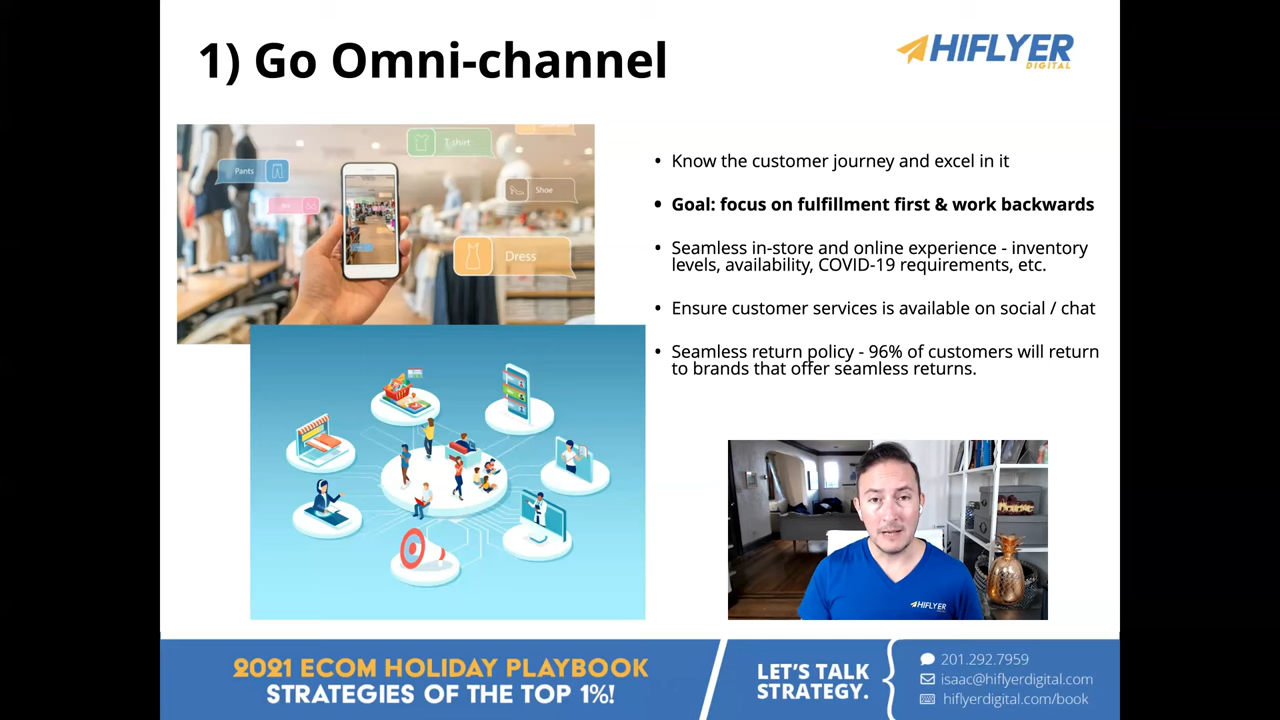 1) Go Omni-channel
HIFLYER
DIGITAL
T-shirt
Pants
Shoe
Dress
• Know the customer journey and excel in it
• Goal: focus on fulfillment first & work backwards
• Seamless in-store and online experience - inventory
levels, availability, COVID-19 requirements, etc.
• Ensure customer services is available on social / chat
• Seamless return policy - 96% of customers will return
to brands that offer seamless returns.
HIFLYER
2021 ECOM HOLIDAY PLAYBOOK
STRATEGIES OF THE TOP 1%!
LET'S TALK
STRATEGY.
201.292.7959
isaac@hiflyerdigital.com
hiflyerdigital.com/book